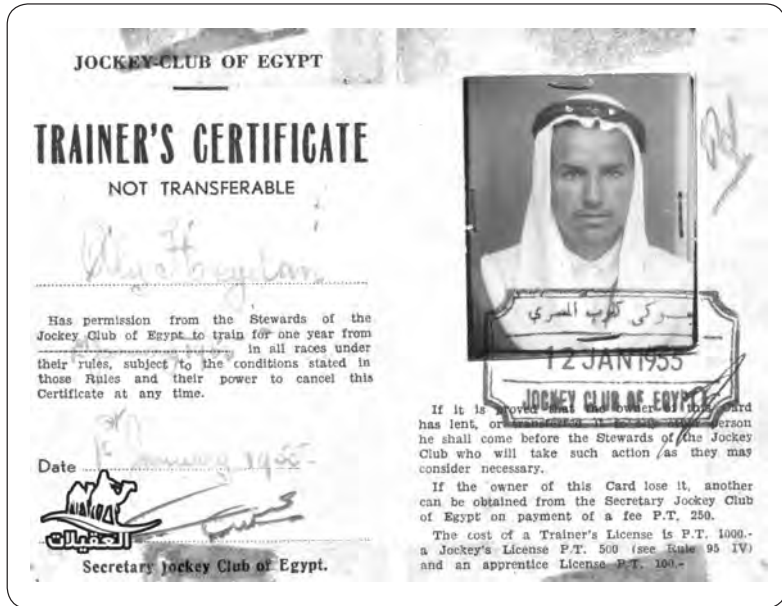 JOCKEY-CLUB OF EGYPT
TRAINER'S CERTIFICATE
NOT TRANSFERABLE
Has permission from the Stewards of the
Jockey Club of Egypt to train for one year from
in all races under
their rules, subject to the conditions stated in
those Rules and their power to cancel this
Certificate at any time.
Date 1st January 1955
العقيلات
Secretary Jockey Club of Egypt.
چوكى كلوب المصري
12 JAN 1955
JOCKEY CLUB OF EGYPT
If it is proved that the owner of this Card
has lent, or transferred it to any other person
he shall come before the Stewards of the Jockey
Club who will take such action as they may
consider necessary.
If the owner of this Card lose it, another
can be obtained from the Secretary Jockey Club
of Egypt on payment of a fee P.T. 250.
The cost of a Trainer's License is P.T. 1000.-
a Jockey's License P.T. 500 (see Rule 95 IV)
and an apprentice License P.T. 100.-